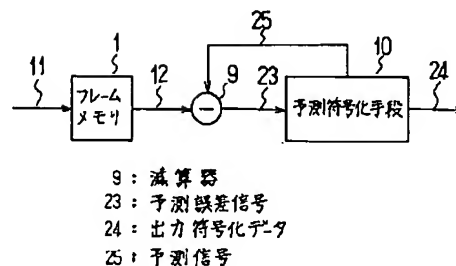 25
1
10
11
12
9
23
24
フレーム
メモリ
−
予測符号化手段
9：減算器
23：予測誤差信号
24：出力符号化データ
25：予測信号